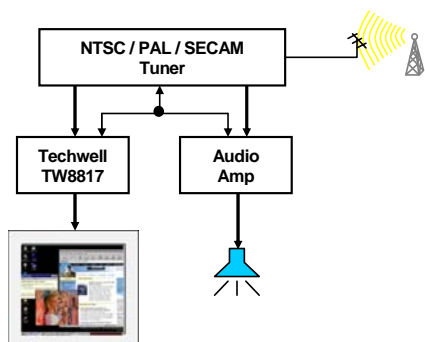 NTSC / PAL / SECAM
Tuner
Techwell
TW8817
Audio
Amp